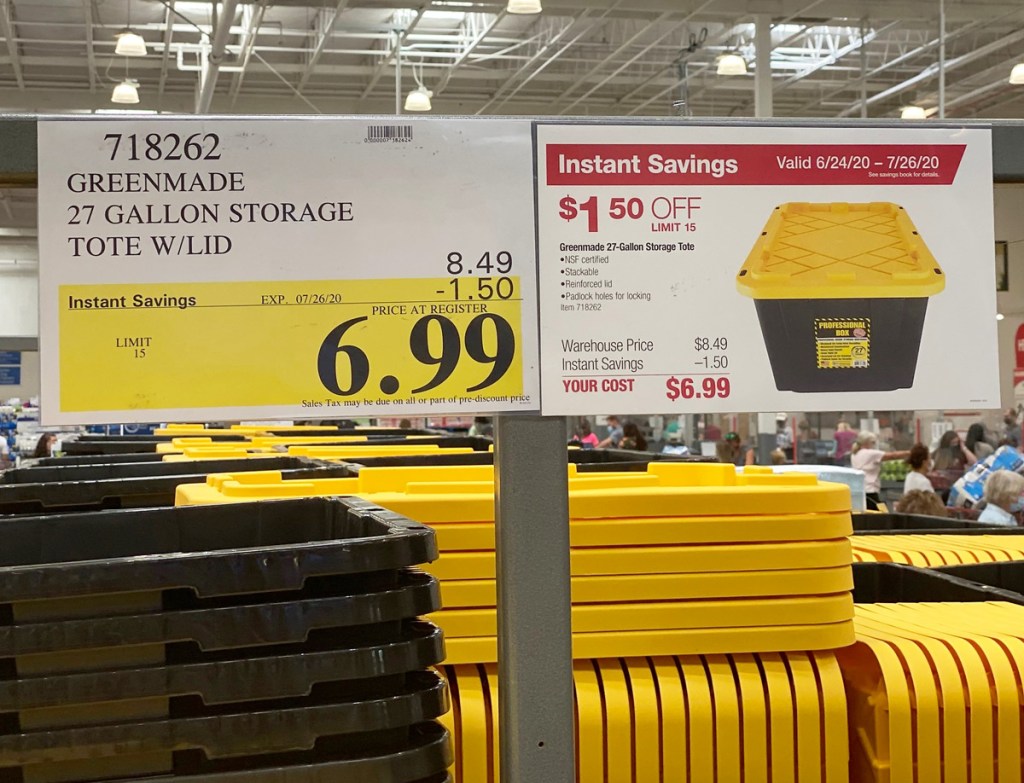 718262
GREENMADE
27 GALLON STORAGE
TOTE W/LID
8.49
-1.50
Instant Savings EXP. 07/26/20
PRICE AT REGISTER
LIMIT
15
6.99
Sales Tax may be due on all or part of pre-discount price
Instant Savings Valid 6/24/20 – 7/26/20
See savings book for details.
$1 50 OFF
LIMIT 15
Greenmade 27-Gallon Storage Tote
•NSF certified
•Stackable
•Reinforced lid
•Padlock holes for locking
Item 718262
Warehouse Price $8.49
Instant Savings –1.50
YOUR COST $6.99
PROFESSIONAL
BOX
27